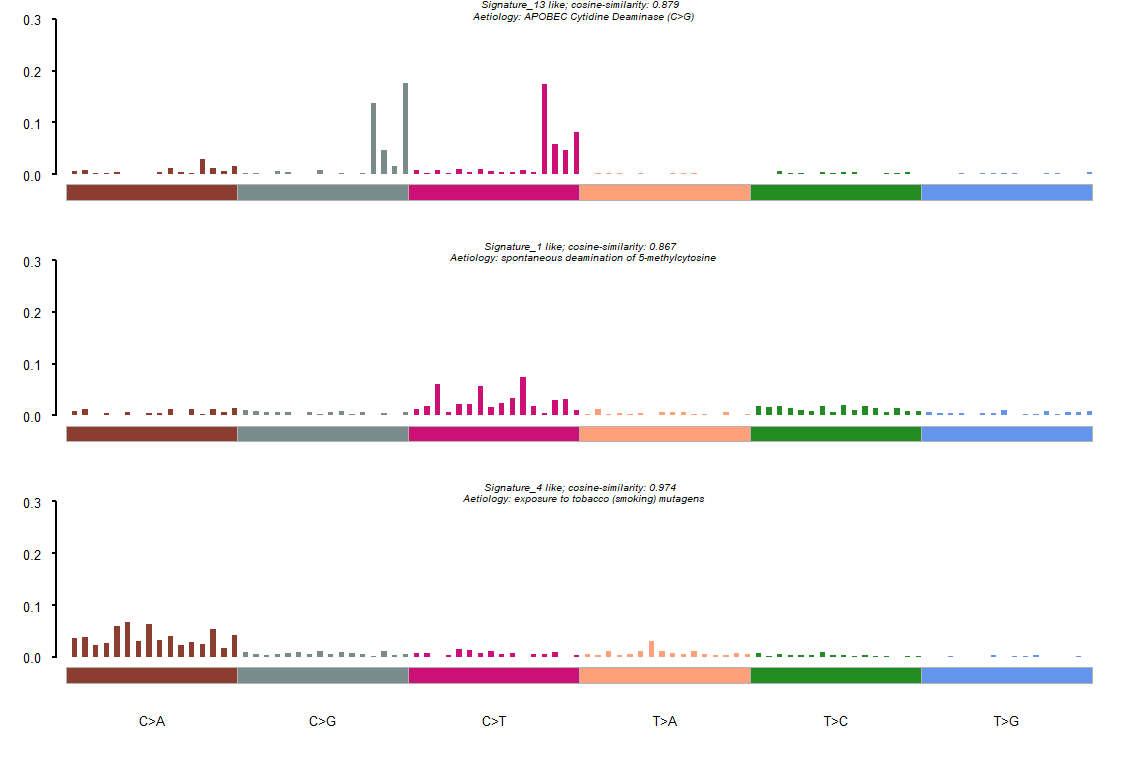 Signature_13 like; cosine-similarity: 0.879
Aetiology: APOBEC Cytidine Deaminase (C>G)
0.3
0.2
0.1
0.0
Signature_1 like; cosine-similarity: 0.867
Aetiology: spontaneous deamination of 5-methylcytosine
0.3
0.2
0.1
0.0
Signature_4 like; cosine-similarity: 0.974
Aetiology: exposure to tobacco (smoking) mutagens
0.3
0.2
0.1
0.0
C>A C>G C>T T>A T>C T>G